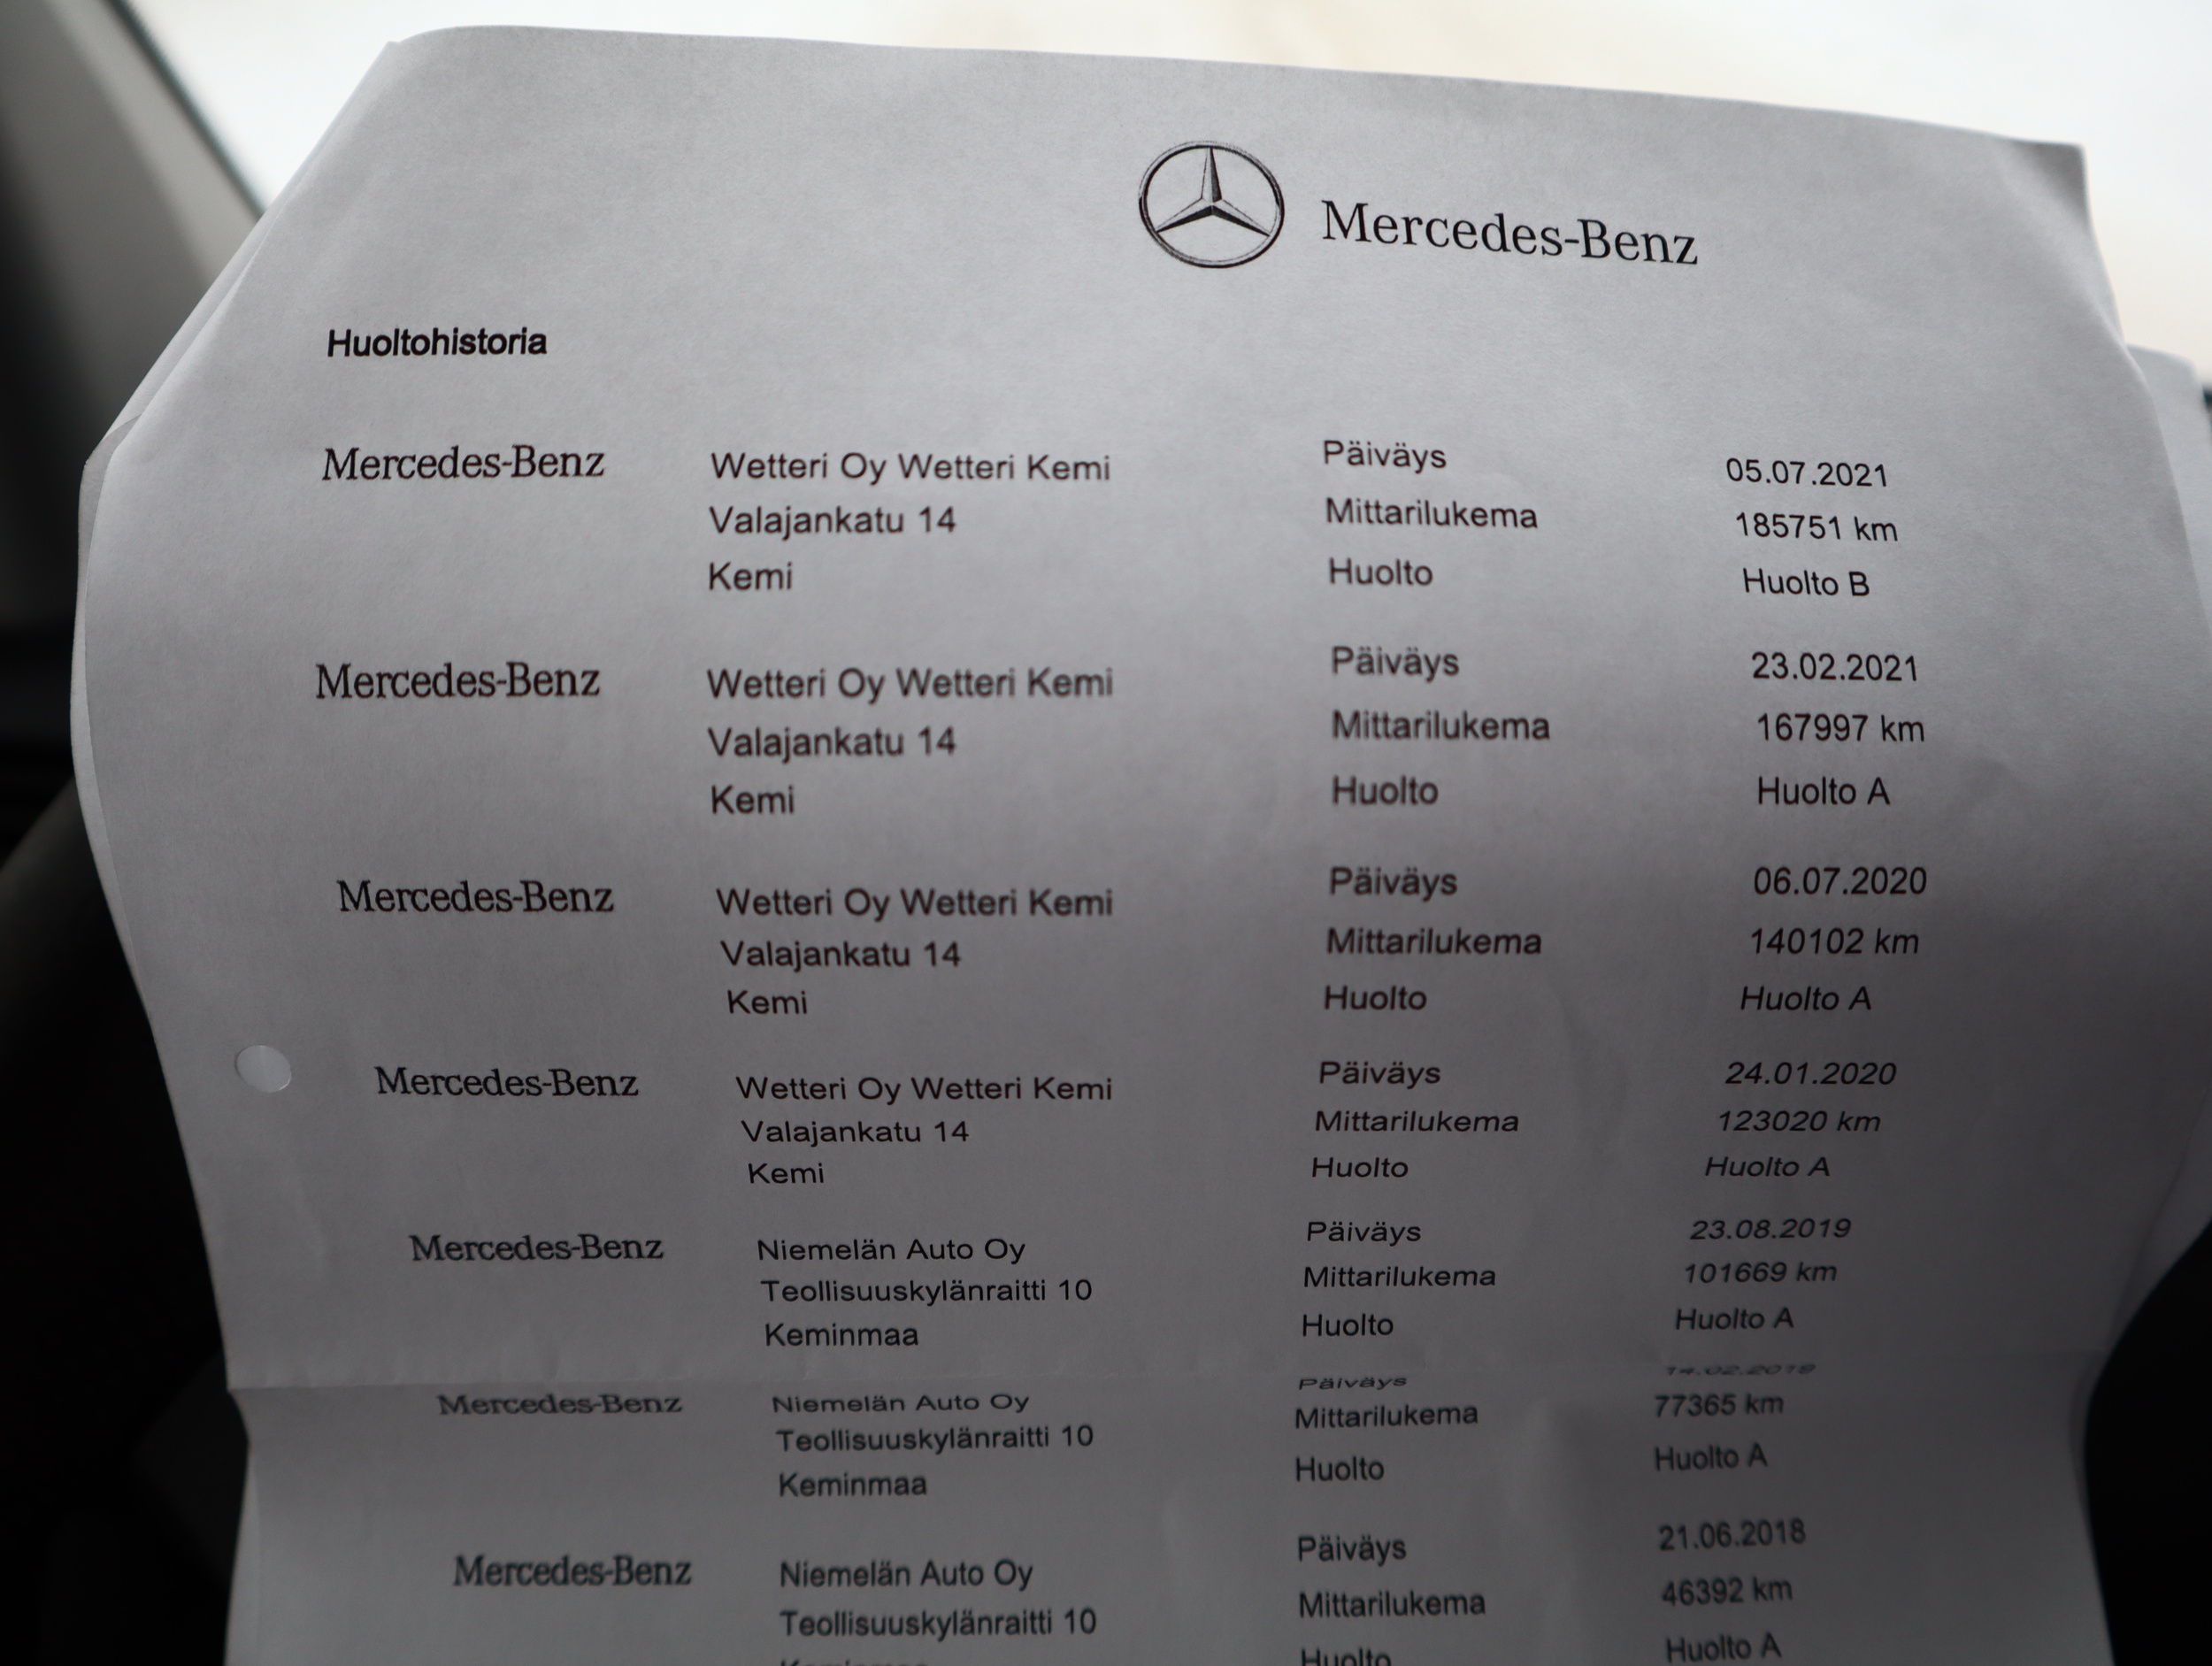 Mercedes-Benz
Huoltohistoria
Mercedes-Benz Wetteri Oy Wetteri Kemi Päiväys 05.07.2021
Valajankatu 14 Mittarilukema 185751 km
Kemi Huolto Huolto B
Mercedes-Benz Wetteri Oy Wetteri Kemi Päiväys 23.02.2021
Valajankatu 14 Mittarilukema 167997 km
Kemi Huolto Huolto A
Mercedes-Benz Wetteri Oy Wetteri Kemi Päiväys 06.07.2020
Valajankatu 14 Mittarilukema 140102 km
Kemi Huolto Huolto A
Mercedes-Benz Wetteri Oy Wetteri Kemi Päiväys 24.01.2020
Valajankatu 14 Mittarilukema 123020 km
Kemi Huolto Huolto A
Mercedes-Benz Niemelän Auto Oy Päiväys 23.08.2019
Teollisuuskylänraitti 10 Mittarilukema 101669 km
Keminmaa Huolto Huolto A
Mercedes-Benz Niemelän Auto Oy Päiväys 14.02.2019
Teollisuuskylänraitti 10 Mittarilukema 77365 km
Keminmaa Huolto Huolto A
Mercedes-Benz Niemelän Auto Oy Päiväys 21.06.2018
Teollisuuskylänraitti 10 Mittarilukema 46392 km
Huolto Huolto A